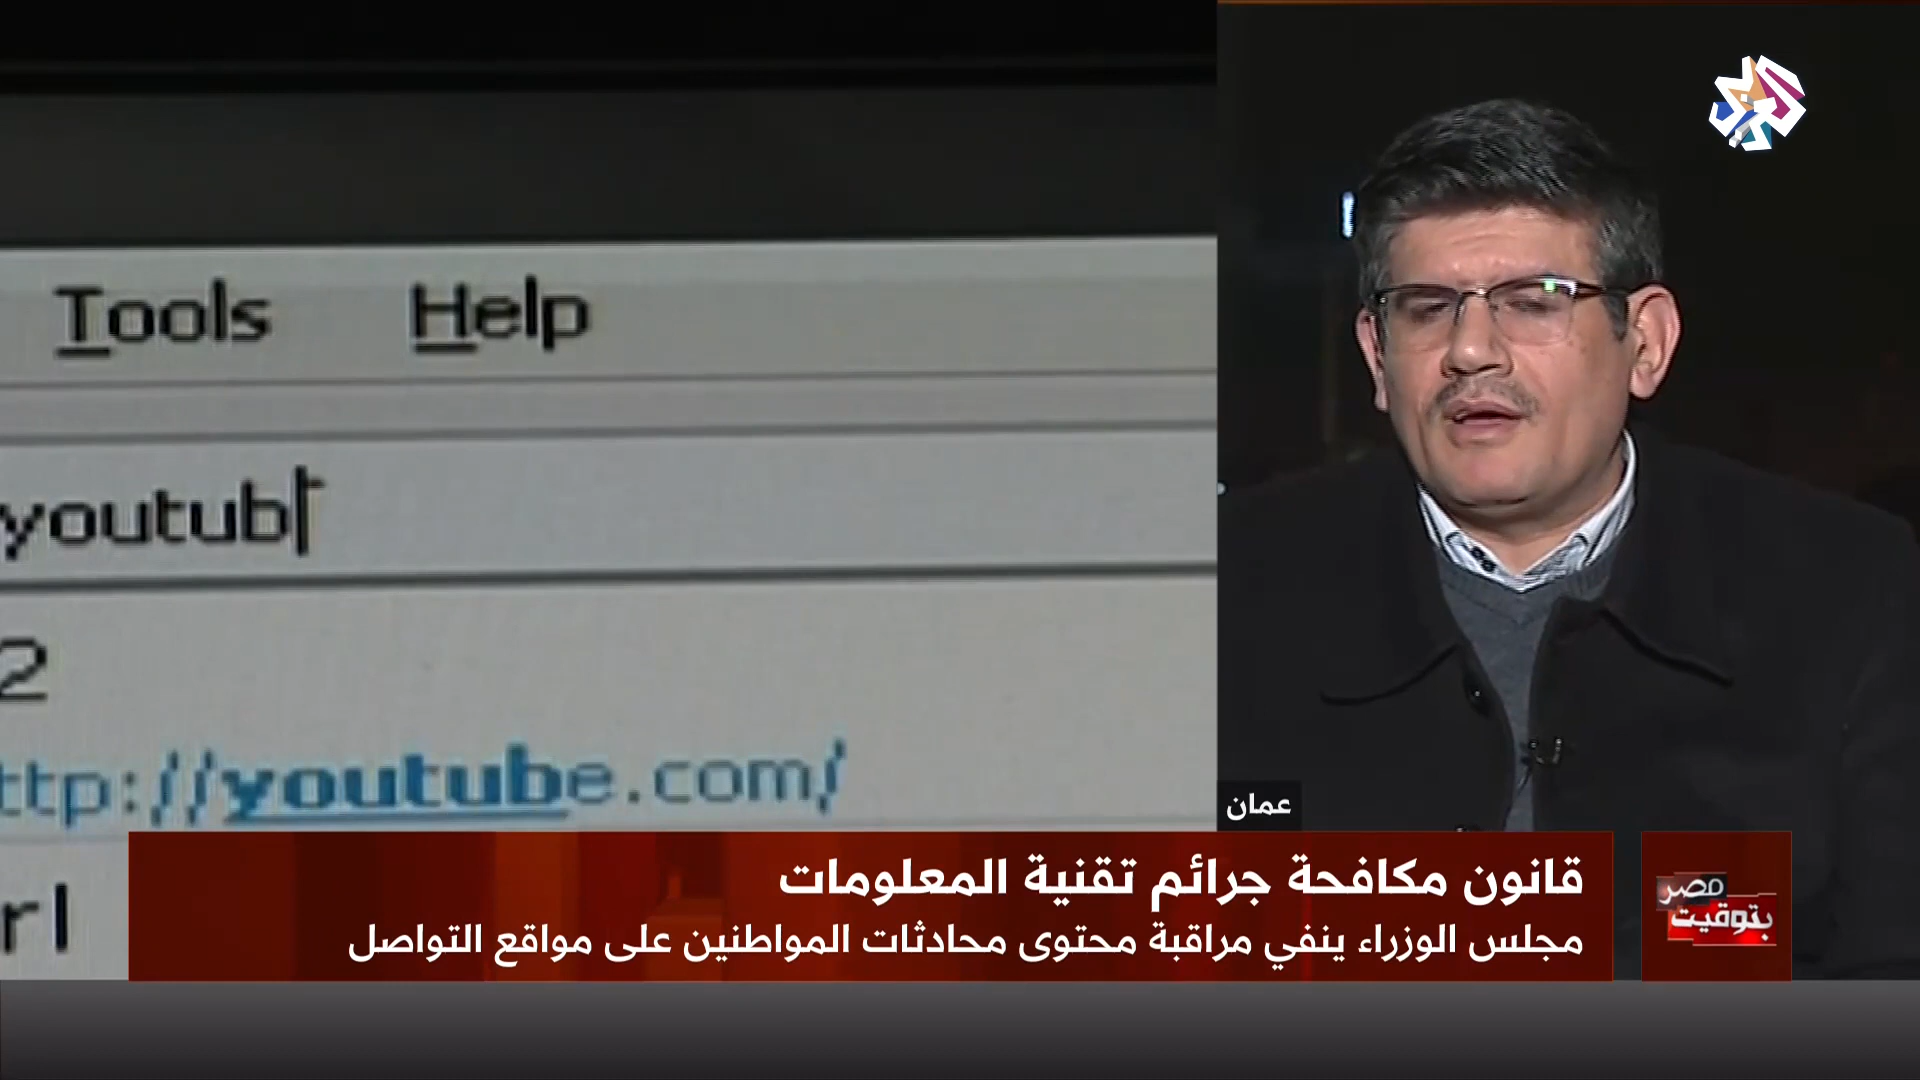 Tools Help
youtub
2
ttp://youtube.com/
rl
عمان
قانون مكافحة جرائم تقنية المعلومات
مجلس الوزراء ينفي مراقبة محتوى محادثات المواطنين على مواقع التواصل
مصر
بتوقيت